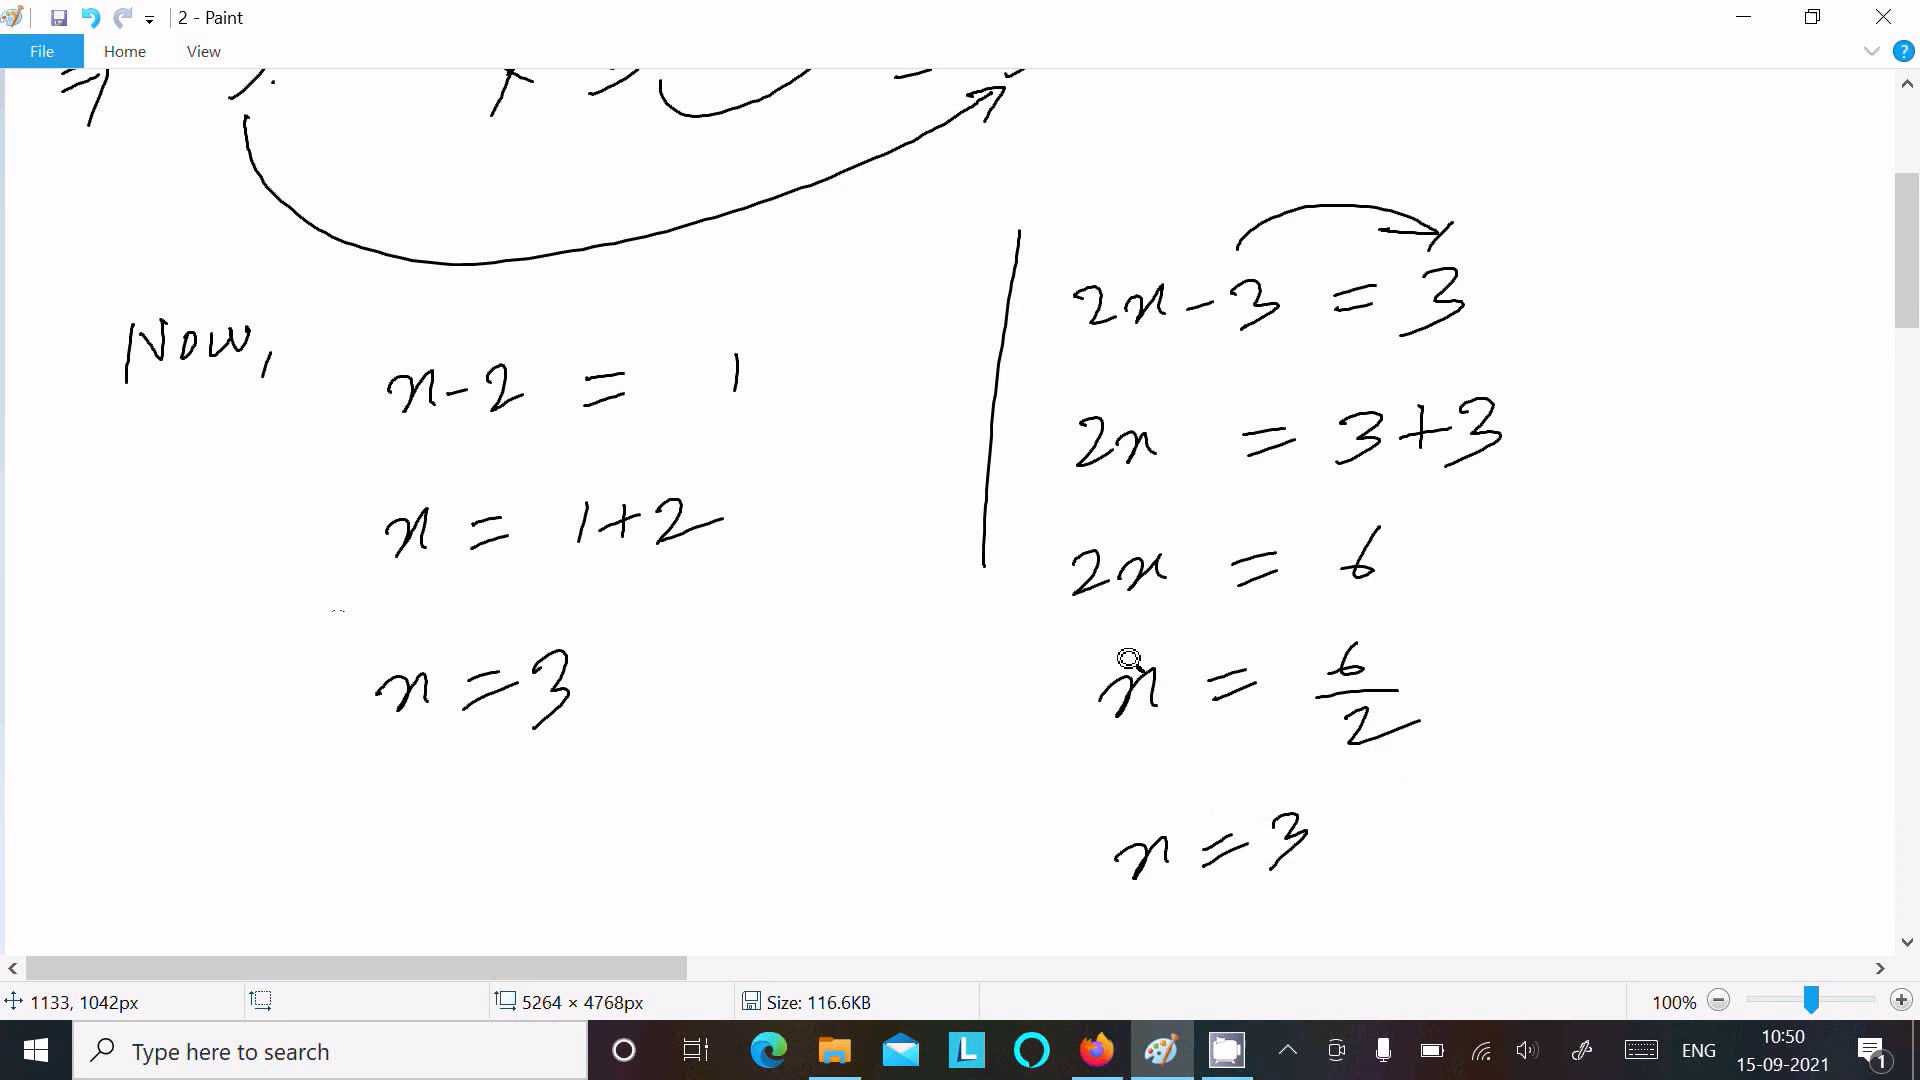 2 - Paint
File Home View
Now,
x - 2 = 1
x = 1 + 2
x = 3
2x - 3 = 3
2x = 3 + 3
2x = 6
x = 6/2
x = 3
1133, 1042px
5264 × 4768px
Size: 116.6KB
100%
Type here to search
L
ENG
10:50
15-09-2021
1